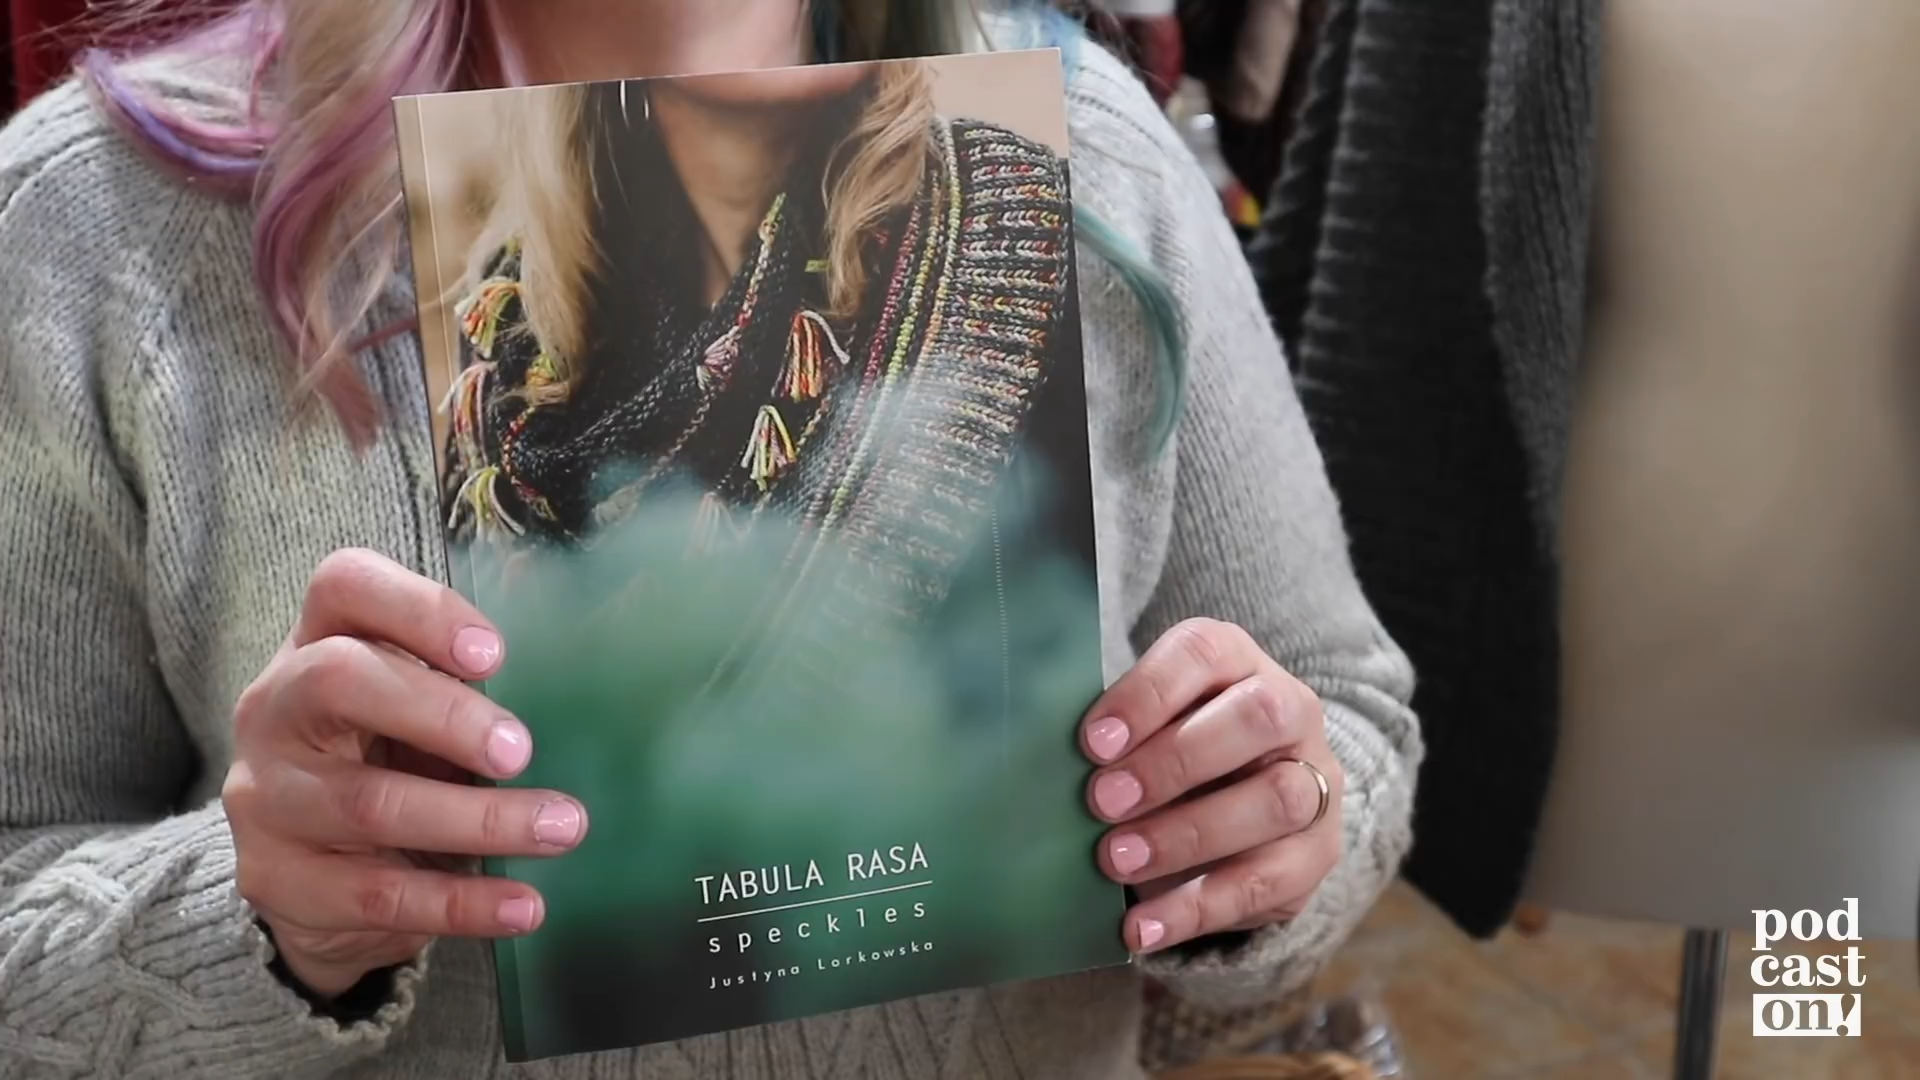 TABULA RASA
speckles
Justyna Lorkowska
pod
cast
on!